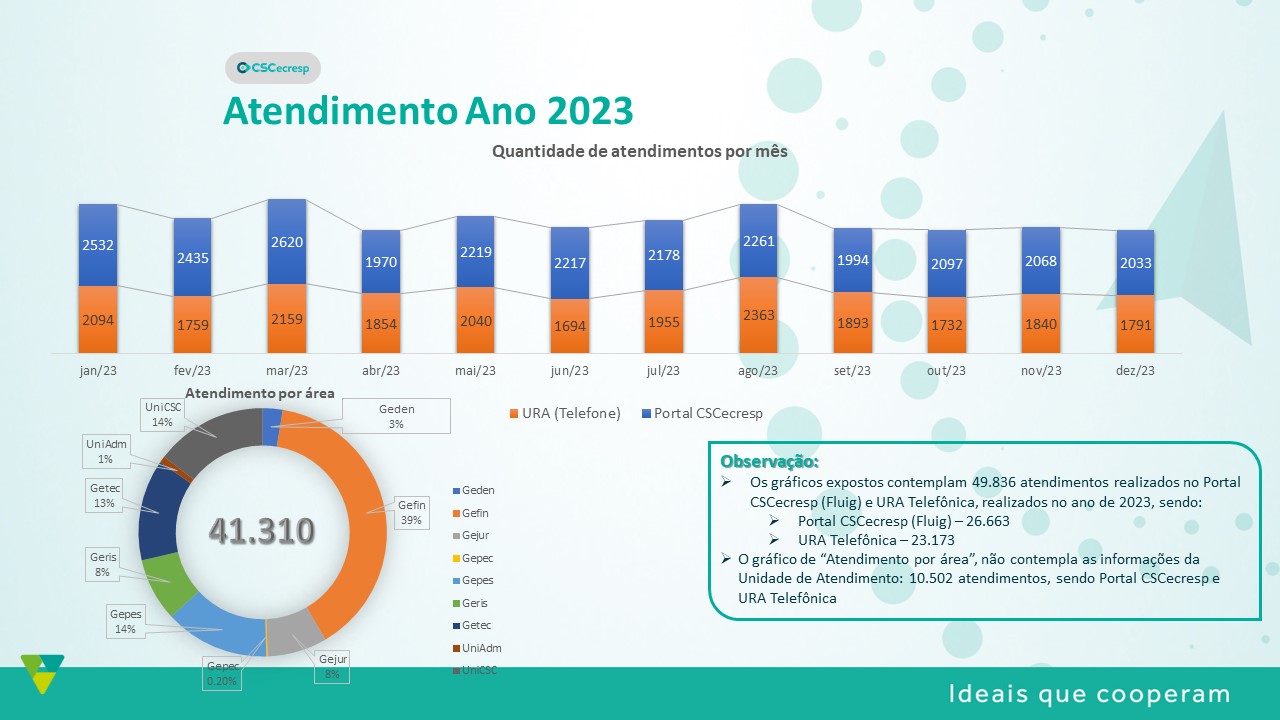 CSCecresp
Atendimento Ano 2023
Quantidade de atendimentos por mês
2532 2435 2620 1970 2219 2217 2178 2261 1994 2097 2068 2033
2094 1759 2159 1854 2040 1694 1955 2363 1893 1732 1840 1791
jan/23 fev/23 mar/23 abr/23 mai/23 jun/23 jul/23 ago/23 set/23 out/23 nov/23 dez/23
URA (Telefone) Portal CSCecresp
Atendimento por área
UniCSC
14%
Geden
3%
UniAdm
1%
Getec
13%
Gefin
39%
Geris
8%
Gepes
14%
Gepec
0.20%
Gejur
8%
41.310
Geden
Gefin
Gejur
Gepec
Gepes
Geris
Getec
UniAdm
UniCSC
Observação:
Os gráficos expostos contemplam 49.836 atendimentos realizados no Portal
CSCecresp (Fluig) e URA Telefônica, realizados no ano de 2023, sendo:
Portal CSCecresp (Fluig) – 26.663
URA Telefônica – 23.173
O gráfico de “Atendimento por área”, não contempla as informações da
Unidade de Atendimento: 10.502 atendimentos, sendo Portal CSCecresp e
URA Telefônica
Ideais que cooperam